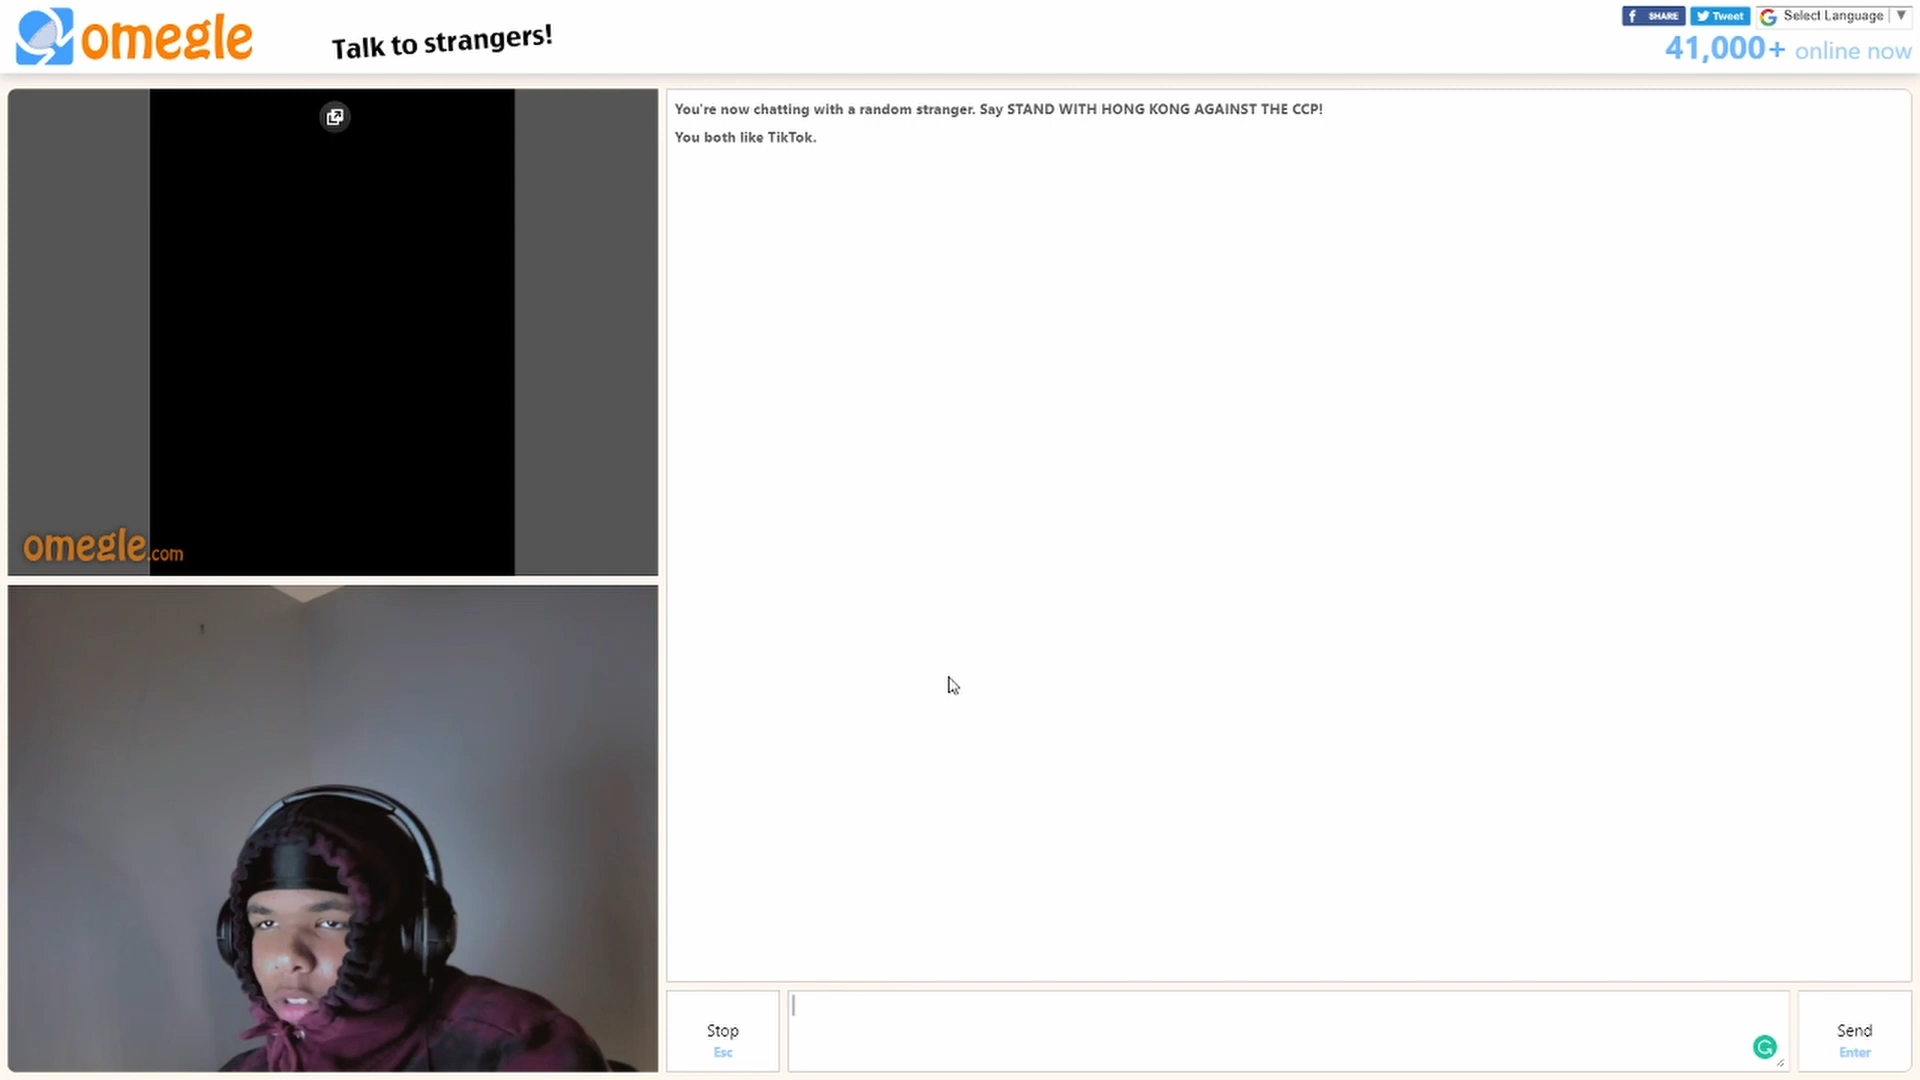 omegle
Talk to strangers!
SHARE
Tweet
Select Language
41,000+ online now
You're now chatting with a random stranger. Say STAND WITH HONG KONG AGAINST THE CCP!
You both like TikTok.
omegle.com
Stop
Esc
Send
Enter